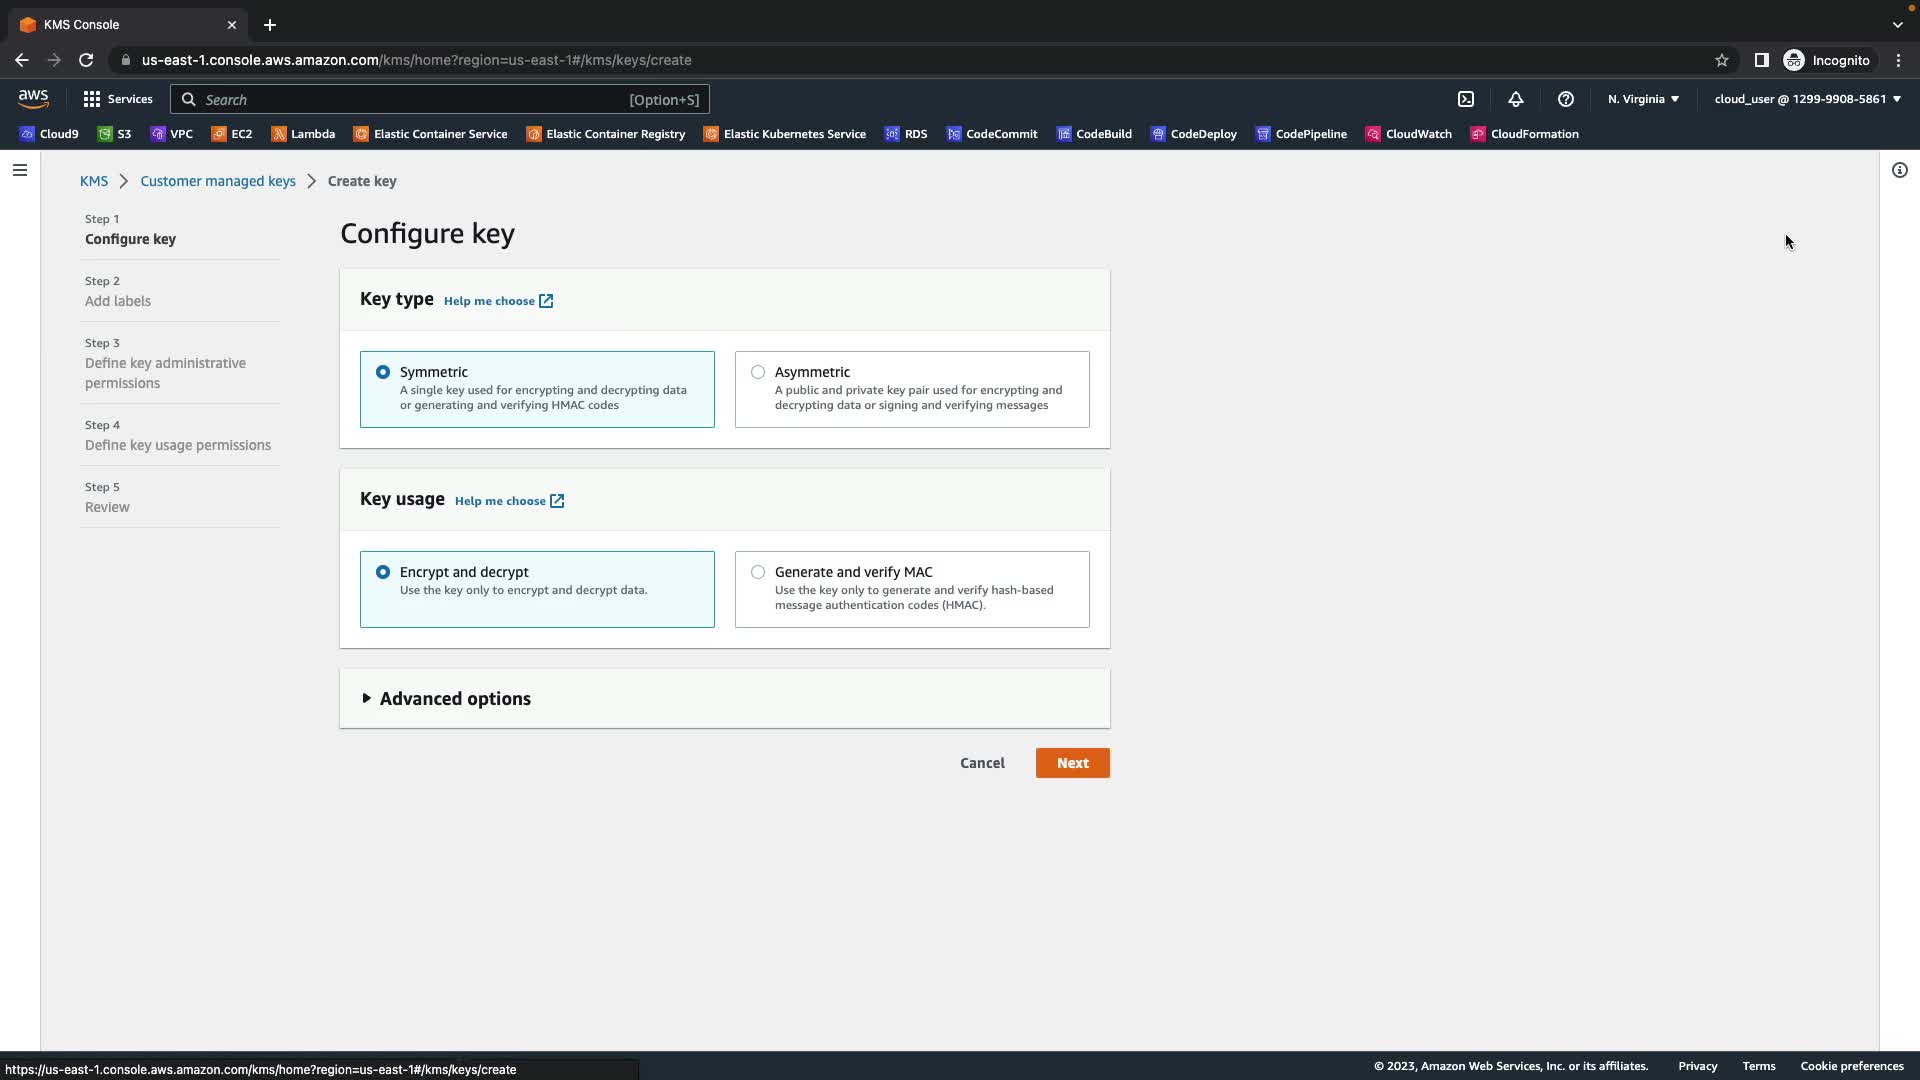 KMS Console
us-east-1.console.aws.amazon.com/kms/home?region=us-east-1#/kms/keys/create
Incognito
aws
Services
Search
[Option+S]
N. Virginia
cloud_user @ 1299-9908-5861
Cloud9
S3
VPC
EC2
Lambda
Elastic Container Service
Elastic Container Registry
Elastic Kubernetes Service
RDS
CodeCommit
CodeBuild
CodeDeploy
CodePipeline
CloudWatch
CloudFormation
KMS
Customer managed keys
Create key
Step 1
Configure key
Step 2
Add labels
Step 3
Define key administrative
permissions
Step 4
Define key usage permissions
Step 5
Review
Configure key
Key type
Help me choose
Symmetric
A single key used for encrypting and decrypting data
or generating and verifying HMAC codes
Asymmetric
A public and private key pair used for encrypting and
decrypting data or signing and verifying messages
Key usage
Help me choose
Encrypt and decrypt
Use the key only to encrypt and decrypt data.
Generate and verify MAC
Use the key only to generate and verify hash-based
message authentication codes (HMAC).
Advanced options
Cancel
Next
https://us-east-1.console.aws.amazon.com/kms/home?region=us-east-1#/kms/keys/create
© 2023, Amazon Web Services, Inc. or its affiliates.
Privacy
Terms
Cookie preferences